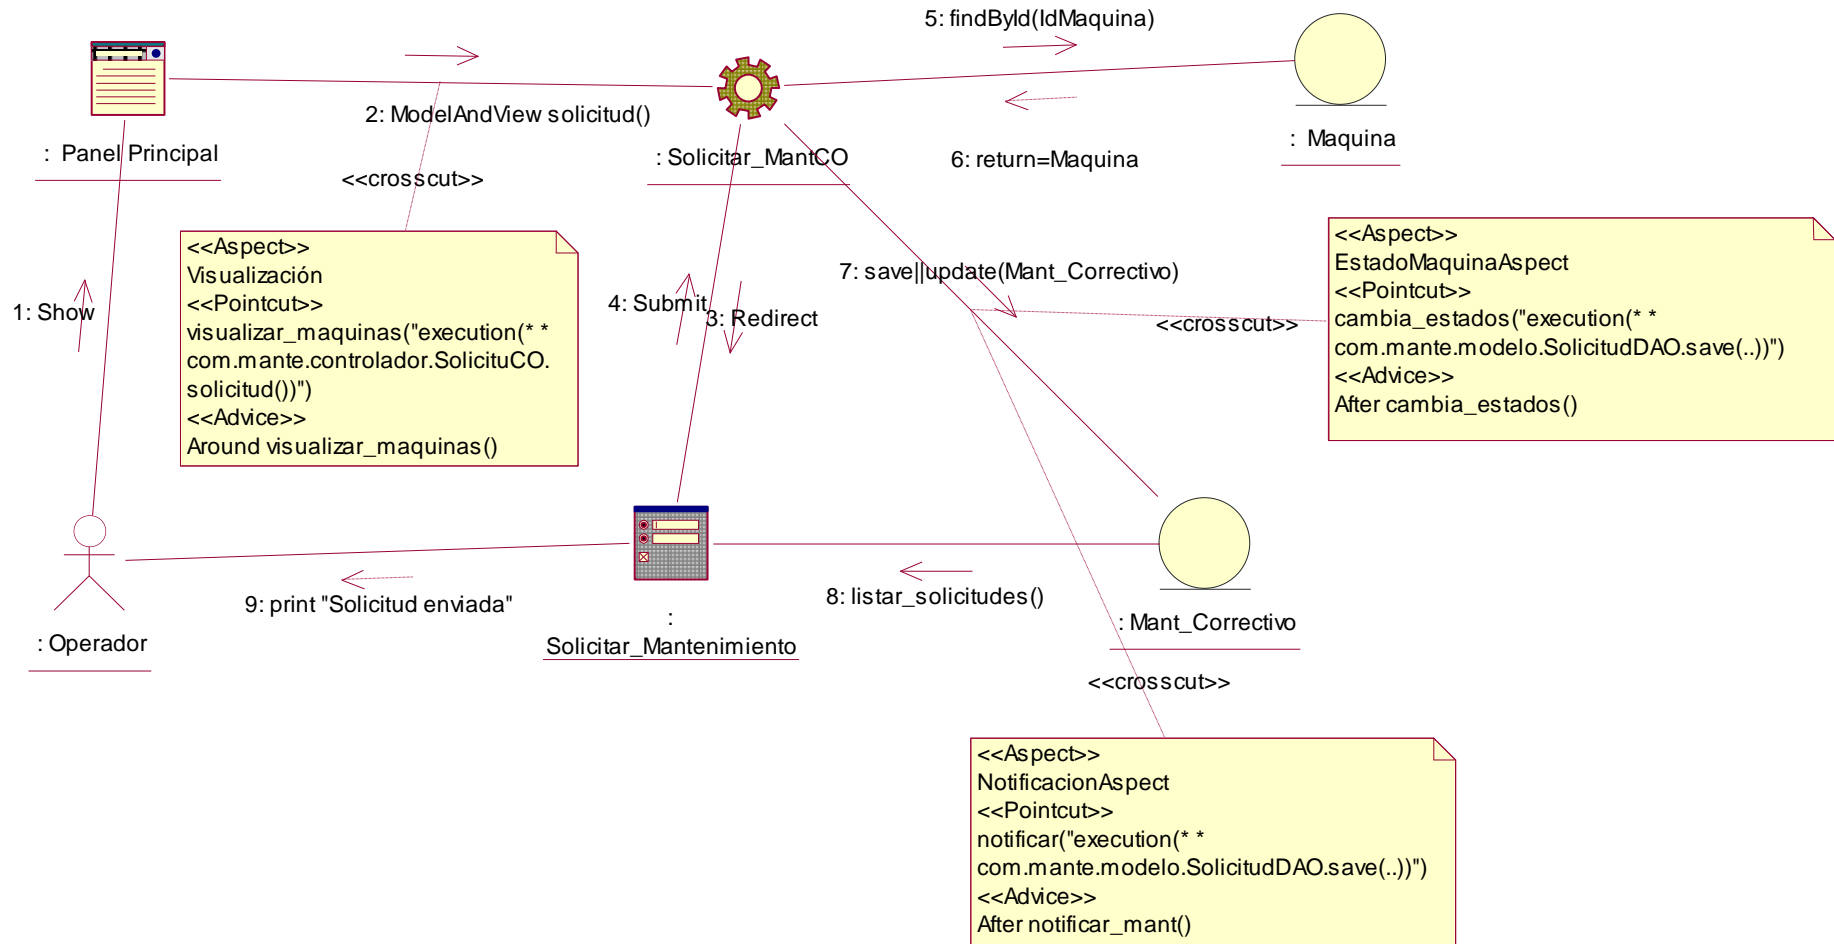 5: findById(IdMaquina)
2: ModelAndView solicitud()
: Panel Principal
: Solicitar_MantCO
6: return=Maquina
: Maquina
<<crosscut>>
<<Aspect>>
Visualización
<<Pointcut>>
visualizar_maquinas("execution(* *
com.mante.controlador.SolicituCO.
solicitud())")
<<Advice>>
Around visualizar_maquinas()
<<Aspect>>
EstadoMaquinaAspect
<<Pointcut>>
cambia_estados("execution(* *
com.mante.modelo.SolicitudDAO.save(..))")
<<Advice>>
After cambia_estados()
7: save||update(Mant_Correctivo)
1: Show
4: Submit
3: Redirect
<<crosscut>>
9: print "Solicitud enviada"
8: listar_solicitudes()
: Operador
:
Solicitar_Mantenimiento
: Mant_Correctivo
<<crosscut>>
<<Aspect>>
NotificacionAspect
<<Pointcut>>
notificar("execution(* *
com.mante.modelo.SolicitudDAO.save(..))")
<<Advice>>
After notificar_mant()